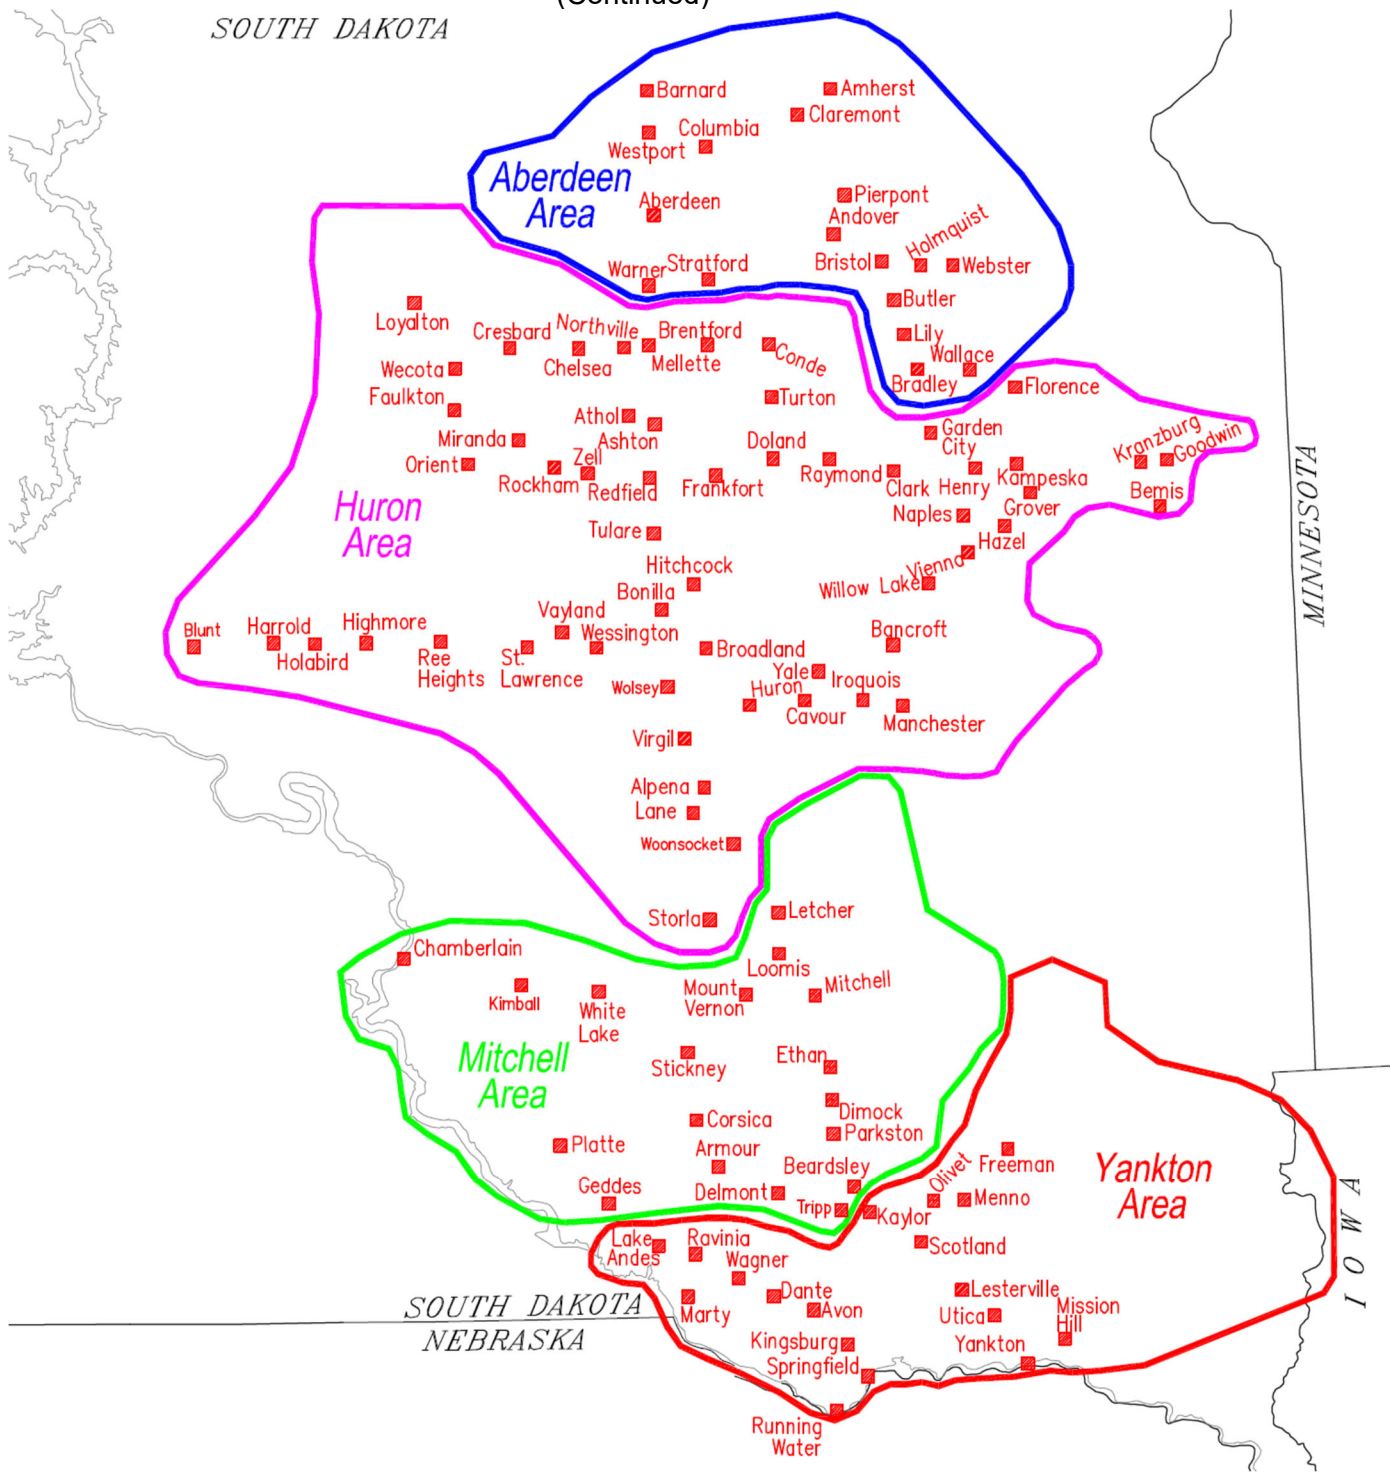 (Continued)
SOUTH DAKOTA
Barnard
Amherst
Claremont
Columbia
Westport
Aberdeen
Area
Aberdeen
Pierpont
Andover
Holmquist
Bristol
Webster
Warner
Stratford
Butler
Loyalton
Cresbard
Northville
Brentford
Lily
Chelsea
Mellette
Conde
Wallace
Wecota
Bradley
Florence
Faulkton
Turton
Athol
Ashton
Miranda
Doland
Garden
City
Kranzburg
Goodwin
Orient
Zell
Rockham
Redfield
Frankfort
Raymond
Clark
Henry
Kampeska
Bemis
Huron
Area
Grover
Naples
MINNESOTA
Tulare
Hazel
Hitchcock
Vienna
Bonilla
Willow Lake
Vayland
Blunt
Harrold
Highmore
Wessington
Bancroft
Holabird
Ree
Heights
St.
Lawrence
Broadland
Yale
Wolsey
Huron
Iroquois
Cavour
Manchester
Virgil
Alpena
Lane
Woonsocket
Storla
Letcher
Chamberlain
Loomis
Kimball
White
Lake
Mount
Vernon
Mitchell
Mitchell
Area
Stickney
Ethan
Dimock
Corsica
Parkston
Platte
Armour
Freeman
Beardsley
Olivet
Yankton
Area
Geddes
Delmont
Menno
Tripp
Kaylor
IOWA
Lake
Andes
Ravinia
Scotland
Wagner
Dante
Lesterville
Marty
Avon
Utica
Mission
Hill
SOUTH DAKOTA
NEBRASKA
Kingsburg
Yankton
Springfield
Running
Water